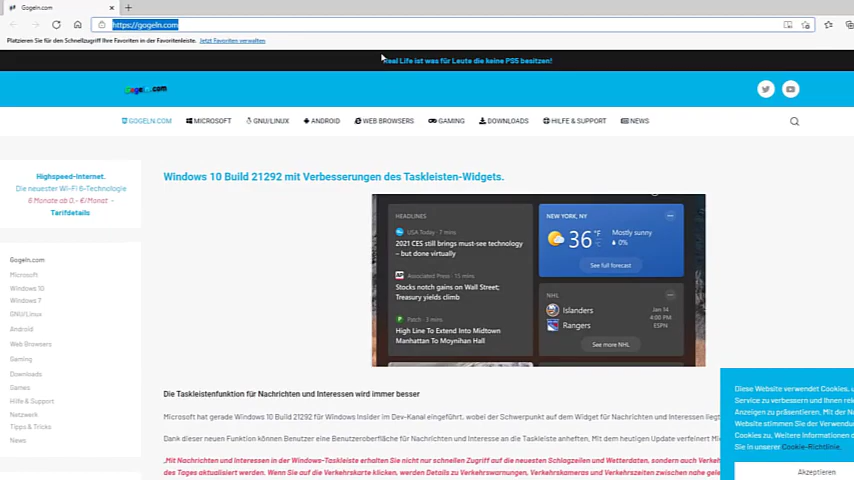 Gogeln.com
https://gogeln.com
Platzieren Sie für den Schnellzugriff Ihre Favoriten in der Favoritenleiste. Jetzt Favoriten verwalten
Real Life ist was für Leute die keine PS5 besitzen!
gogeln.com
GOGELN.COM MICROSOFT GNU/LINUX ANDROID WEB BROWSERS GAMING DOWNLOADS HILFE & SUPPORT NEWS
Highspeed-Internet.
Die neuester Wi-Fi 6-Technologie
6 Monate ab 0,- €/Monat -
Tarifdetails
Gogeln.com
Microsoft
Windows 10
Windows 7
GNU/Linux
Android
Web Browsers
Gaming
Downloads
Games
Hilfe & Support
Netzwerk
Tipps & Tricks
News
Windows 10 Build 21292 mit Verbesserungen des Taskleisten-Widgets.
HEADLINES
USA Today · 7 mins
2021 CES still brings must-see technology
– but done virtually
Associated Press · 15 mins
Stocks notch gains on Wall Street;
Treasury yields climb
Patch · 3 mins
High Line To Extend Into Midtown
Manhattan To Moynihan Hall
NEW YORK, NY
36 °F
Mostly sunny
0%
See full forecast
NHL
Islanders
Rangers
Jan 14
4:00 PM
ESPN
See more NHL
Die Taskleistenfunktion für Nachrichten und Interessen wird immer besser
Microsoft hat gerade Windows 10 Build 21292 für Windows Insider im Dev-Kanal eingeführt, wobei der Schwerpunkt auf dem Widget für Nachrichten und Interessen liegt
Dank dieser neuen Funktion können Benutzer eine Benutzeroberfläche für Nachrichten und Interesse an die Taskleiste anheften. Mit dem heutigen Update verfeinert Mi
„Mit Nachrichten und Interessen in der Windows-Taskleiste erhalten Sie nicht nur schnellen Zugriff auf die neuesten Schlagzeilen und Wetterdaten, sondern auch Verkeh
des Tages aktualisiert werden. Wenn Sie auf die Verkehrskarte klicken, werden Details zu Verkehrswarnungen, Verkehrskameras und Verkehrszeiten zwischen nahe gele
Diese Website verwendet Cookies, u
Service zu verbessern und Ihnen rele
Anzeigen zu präsentieren. Mit der N
Website stimmen Sie der Verwendu
Cookies zu, Weitere Informationen
Sie in unserer Cookie-Richtlinie.
Akzeptieren